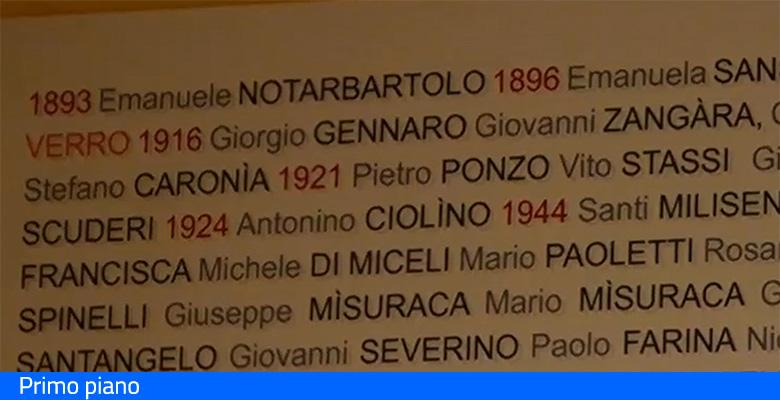 1893 Emanuele NOTARBARTOLO 1896 Emanuela
VERRO 1916 Giorgio GENNARO Giovanni ZANGÀRA,
Stefano CARONÌA 1921 Pietro PONZO Vito STASSI
SCUDERI 1924 Antonino CIOLÌNO 1944 Santi
FRANCISCA Michele DI MICELI Mario PAOLETTI
SPINELLI Giuseppe MÌSURACA Mario MÌSURACA G
SANTANGELO Giovanni SEVERINO Paolo FARINA
Primo piano